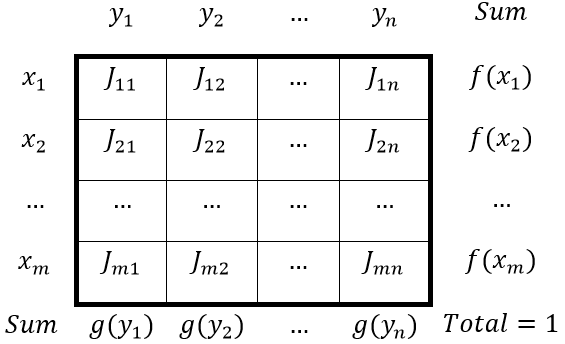 y₁ y₂ ... yₙ Sum
x₁ J₁₁ J₁₂ ... J₁ₙ f(x₁)
x₂ J₂₁ J₂₂ ... J₂ₙ f(x₂)
... ... ... ... ... ...
xₘ Jₘ₁ Jₘ₂ ... Jₘₙ f(xₘ)
Sum g(y₁) g(y₂) ... g(yₙ) Total = 1